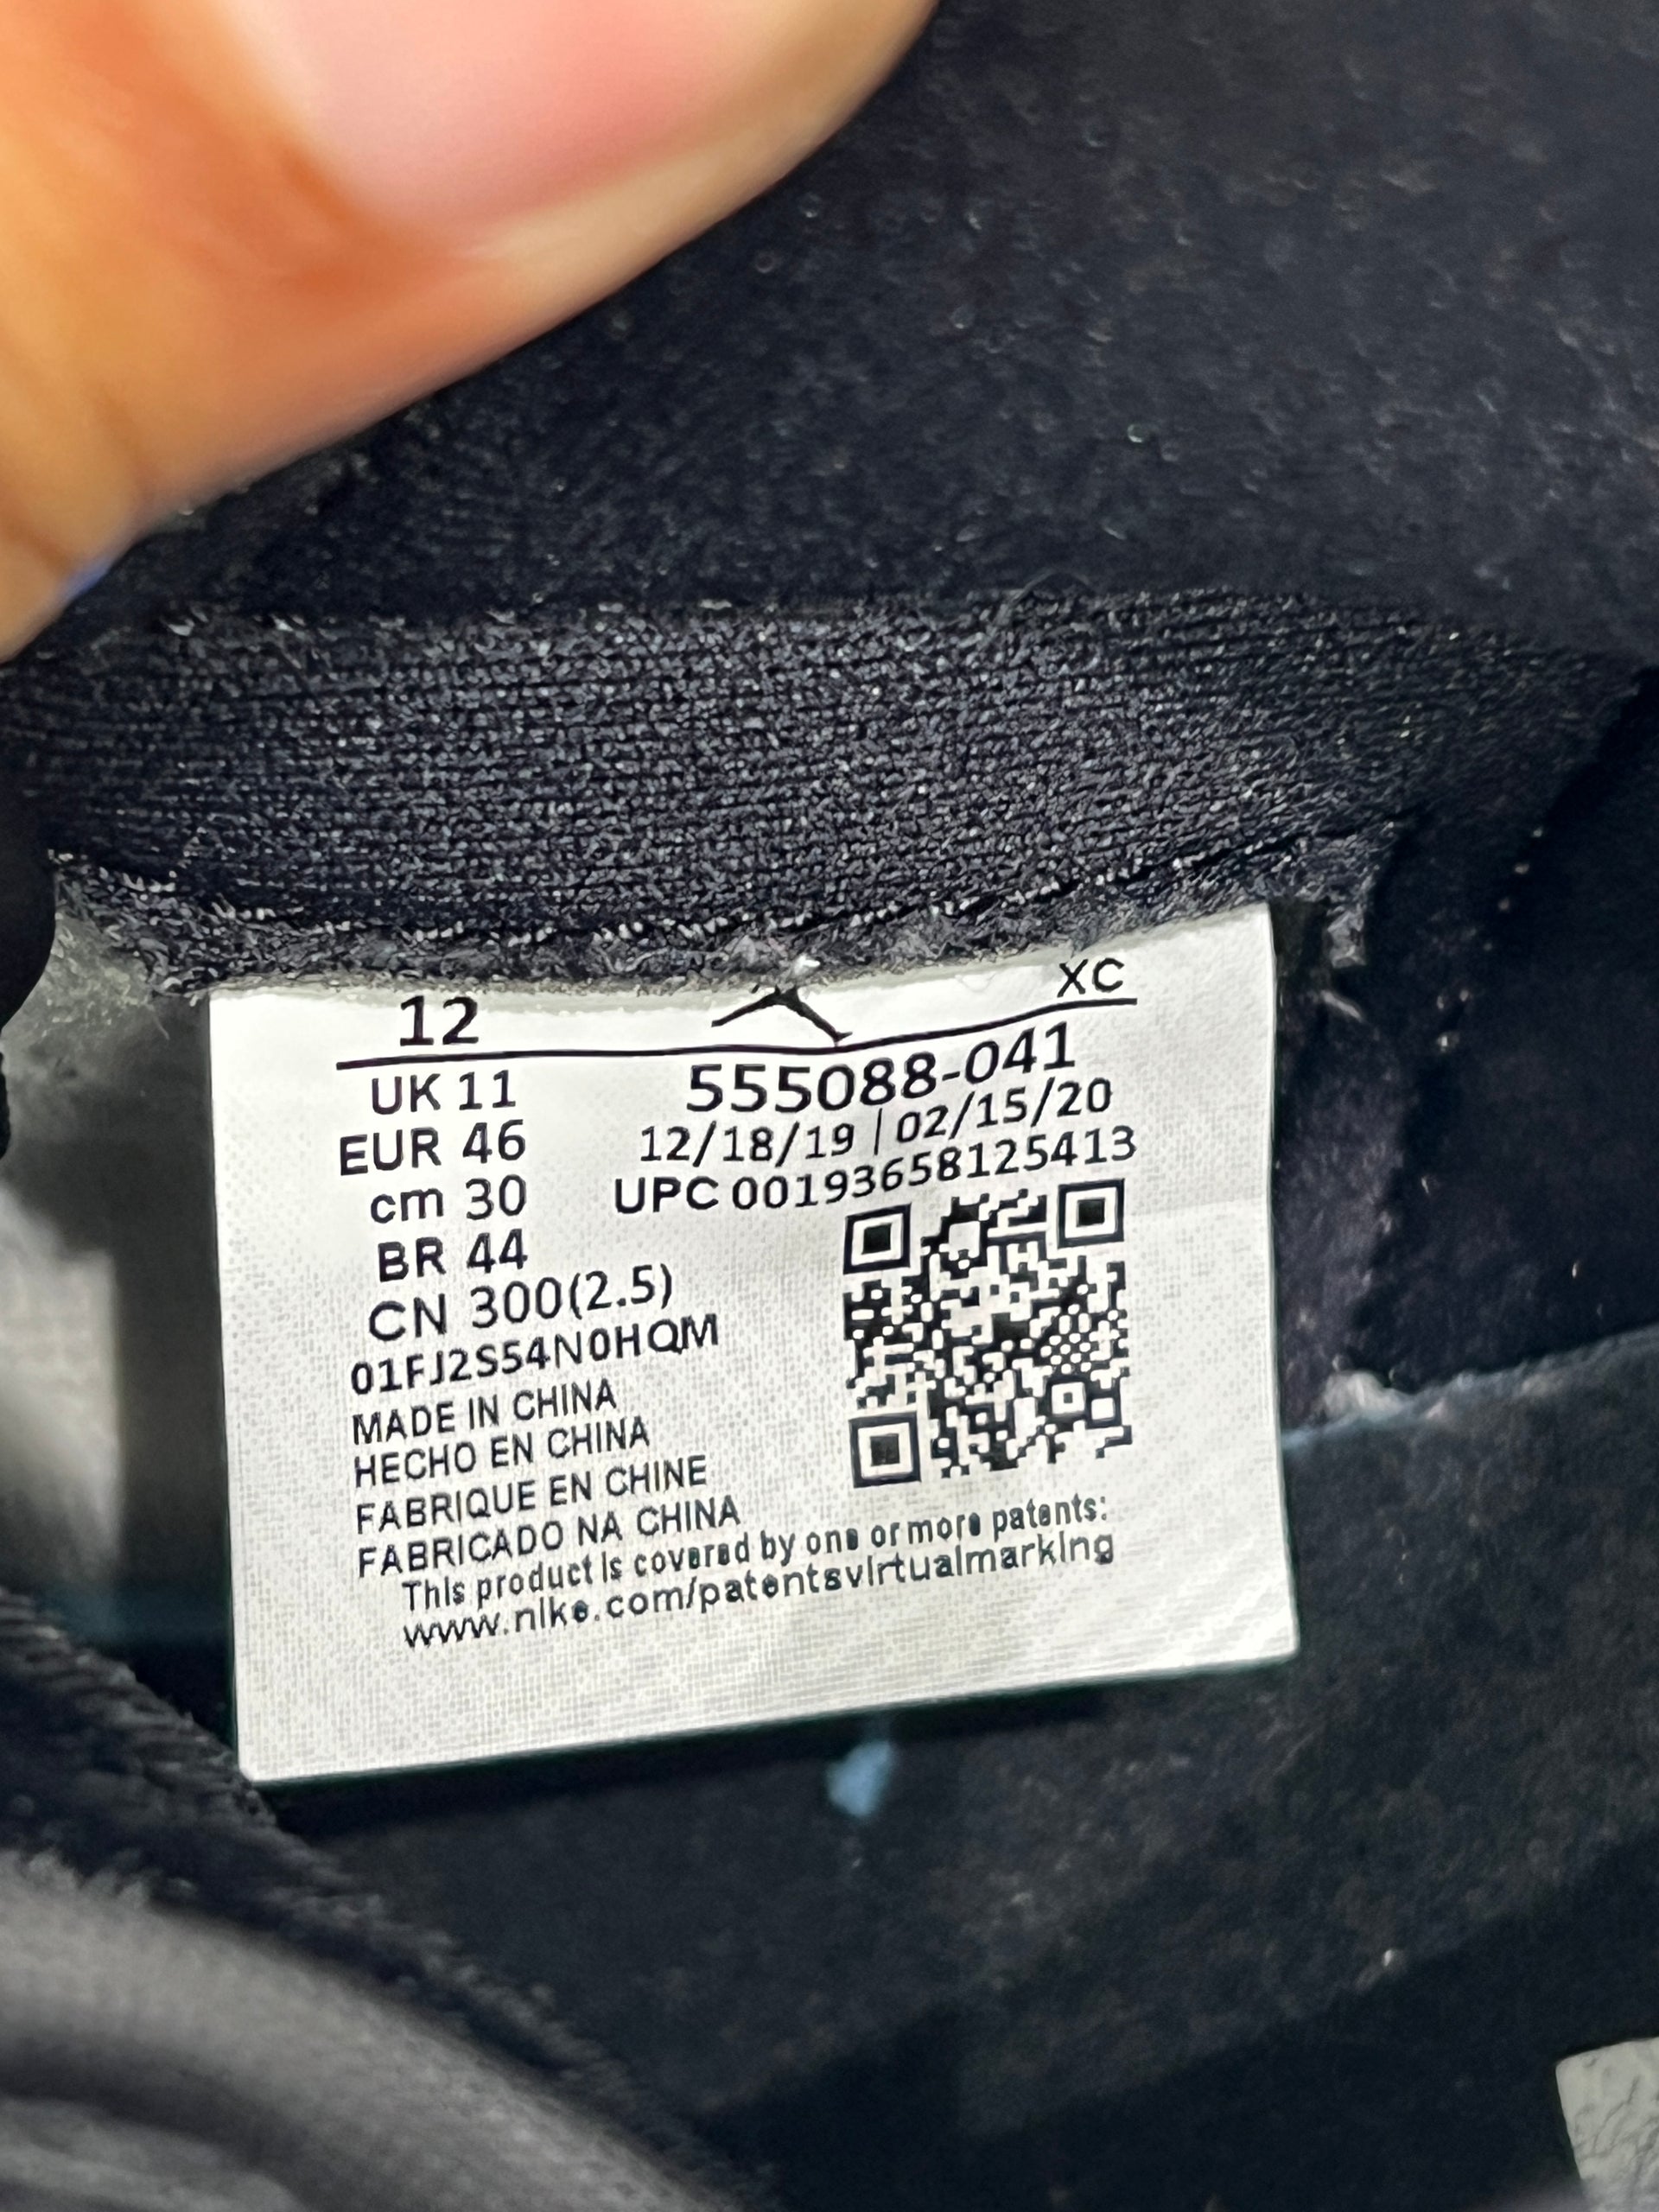 12 XC
UK 11
EUR 46
cm 30
BR 44
CN 300(2.5)
555088-041
12/18/19 | 02/15/20
UPC 00193658125413
01FJ2S54N0HQM
MADE IN CHINA
HECHO EN CHINA
FABRIQUE EN CHINE
FABRICADO NA CHINA
This product is covered by one or more patents:
www.nike.com/patentsvirtualmarking